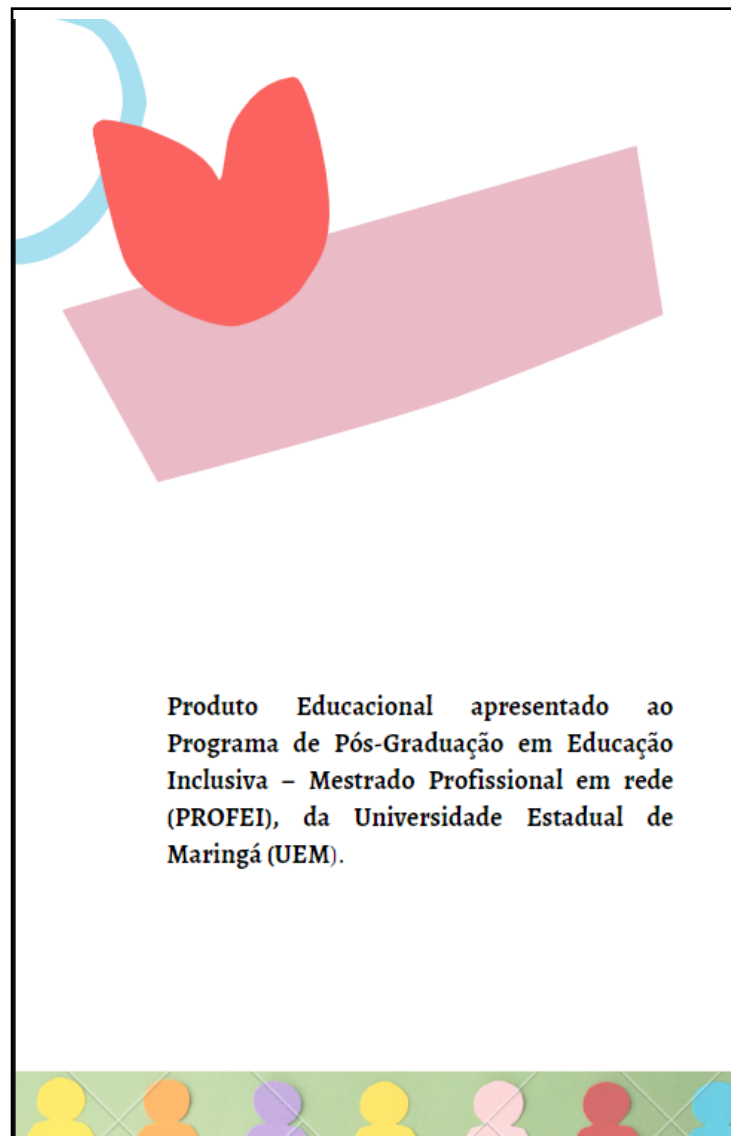 Produto Educacional apresentado ao
Programa de Pós-Graduação em Educação
Inclusiva – Mestrado Profissional em rede
(PROFEI), da Universidade Estadual de
Maringá (UEM).